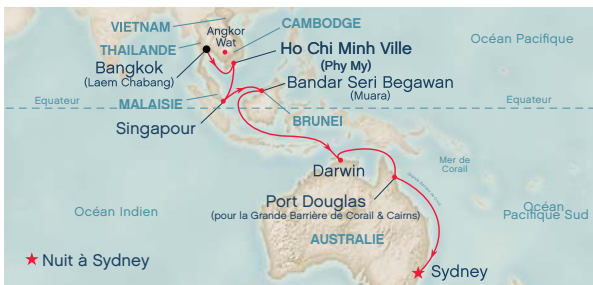 VIETNAM
CAMBODGE
Angkor
Wat
THAILANDE
Océan Pacifique
Ho Chi Minh Ville
(Phy My)
Bangkok
(Laem Chabang)
Bandar Seri Begawan
(Muara)
Equateur
MALAISIE
Equateur
BRUNEI
Singapour
Mer de
Corail
Darwin
Port Douglas
(pour la Grande Barrière de Corail & Cairns)
Océan Indien
Océan
Pacifique Sud
AUSTRALIE
Nuit à Sydney
Sydney